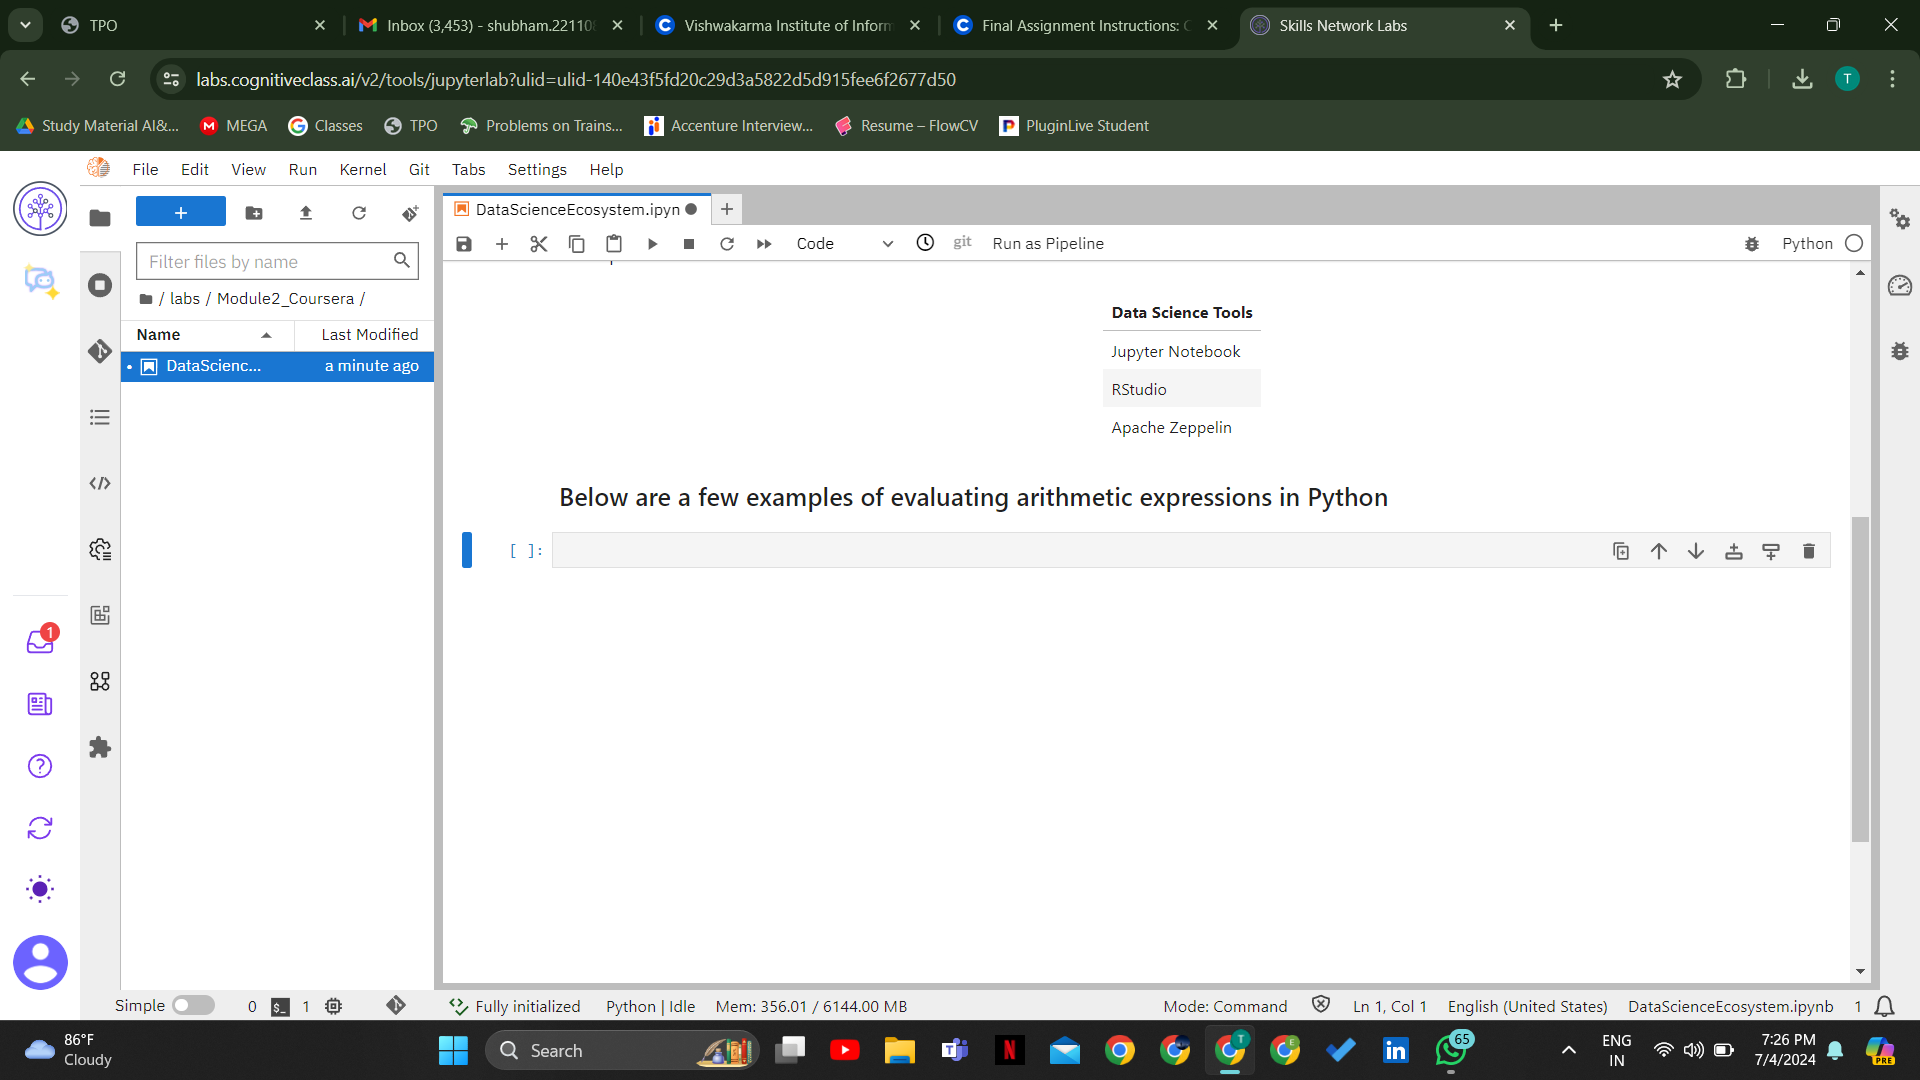 TPO
Inbox (3,453) - shubham.22110
Vishwakarma Institute of Inform
Final Assignment Instructions: C
Skills Network Labs
labs.cognitiveclass.ai/v2/tools/jupyterlab?ulid=ulid-140e43f5fd20c29d3a5822d5d915fee6f2677d50
T
Study Material AI&...
MEGA
Classes
TPO
Problems on Trains...
Accenture Interview...
Resume – FlowCV
PluginLive Student
File Edit View Run Kernel Git Tabs Settings Help
DataScienceEcosystem.ipyn
Code
git
Run as Pipeline
Python
Filter files by name
/ labs / Module2_Coursera /
Name
Last Modified
DataScienc...
a minute ago
Data Science Tools
Jupyter Notebook
RStudio
Apache Zeppelin
Below are a few examples of evaluating arithmetic expressions in Python
[ ]:
1
Simple
0
1
Fully initialized
Python | Idle
Mem: 356.01 / 6144.00 MB
Mode: Command
Ln 1, Col 1
English (United States)
DataScienceEcosystem.ipynb
1
86°F
Cloudy
Search
65
ENG
IN
7:26 PM
7/4/2024
PRE